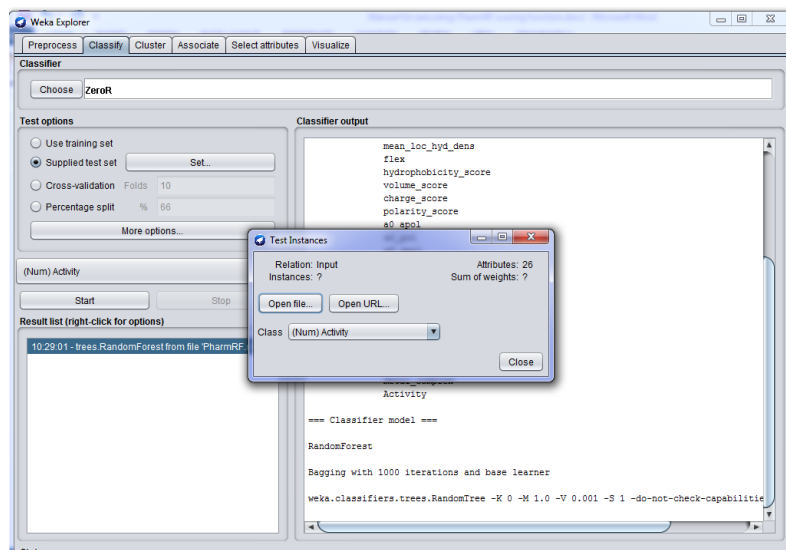 Weka Explorer
Preprocess Classify Cluster Associate Select attributes Visualize
Classifier
Choose ZeroR
Test options
Use training set
Supplied test set Set...
Cross-validation Folds 10
Percentage split % 66
More options...
(Num) Activity
Start Stop
Result list (right-click for options)
10:29:01 - trees.RandomForest from file 'PharmRF.
Classifier output
mean_loc_hyd_dens
flex
hydrophobicity_score
volume_score
charge_score
polarity_score
a0 apol
Test Instances
Relation: Input Attributes: 26
Instances: ? Sum of weights: ?
Open file... Open URL...
Class (Num) Activity
Close
Activity
=== Classifier model ===
RandomForest
Bagging with 1000 iterations and base learner
weka.classifiers.trees.RandomTree -K 0 -M 1.0 -V 0.001 -S 1 -do-not-check-capabilitie